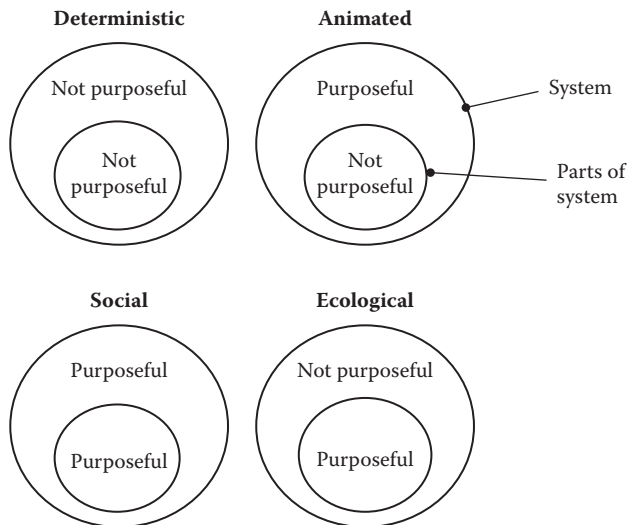 Deterministic
Animated
Not purposeful
Purposeful
System
Not
purposeful
Not
purposeful
Parts of
system
Social
Ecological
Purposeful
Not purposeful
Purposeful
Purposeful